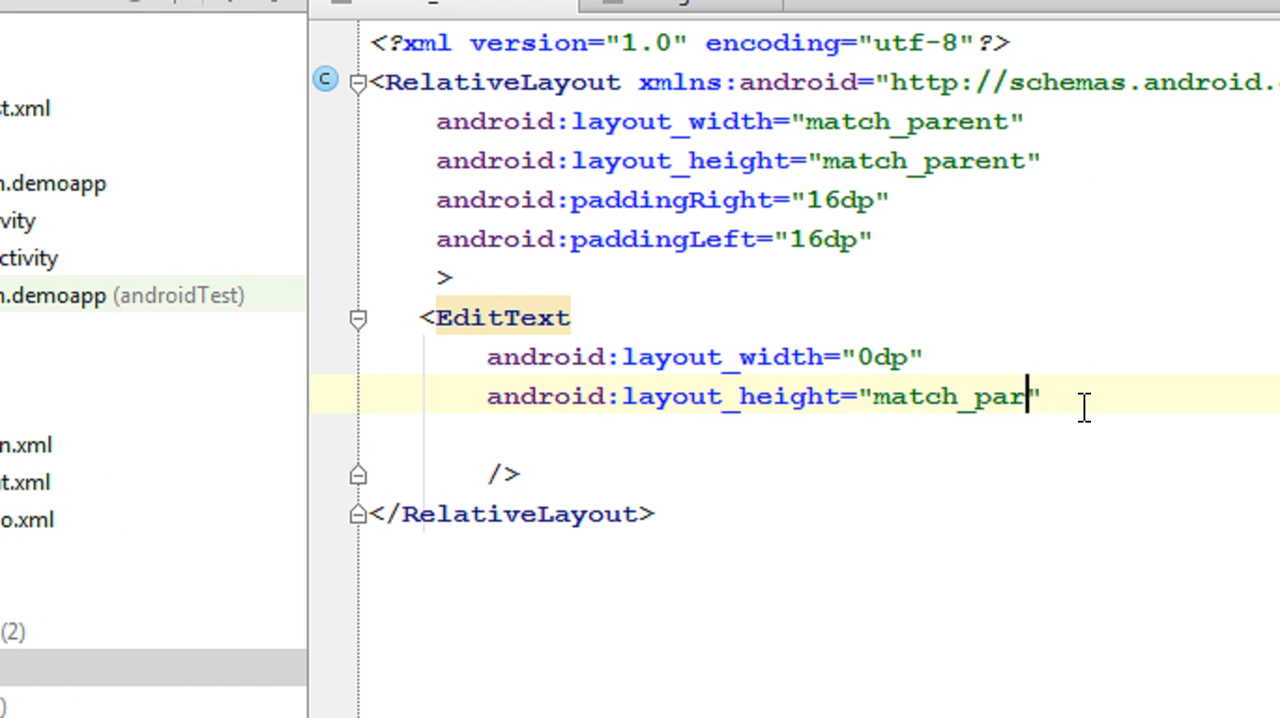 t.xml
n.demoapp
vity
ctivity
n.demoapp (androidTest)
n.xml
t.xml
o.xml
(2)
)
C
<?xml version="1.0" encoding="utf-8"?>
<RelativeLayout xmlns:android="http://schemas.android.
android:layout_width="match_parent"
android:layout_height="match_parent"
android:paddingRight="16dp"
android:paddingLeft="16dp"
>
<EditText
android:layout_width="0dp"
android:layout_height="match_par"
/>
</RelativeLayout>